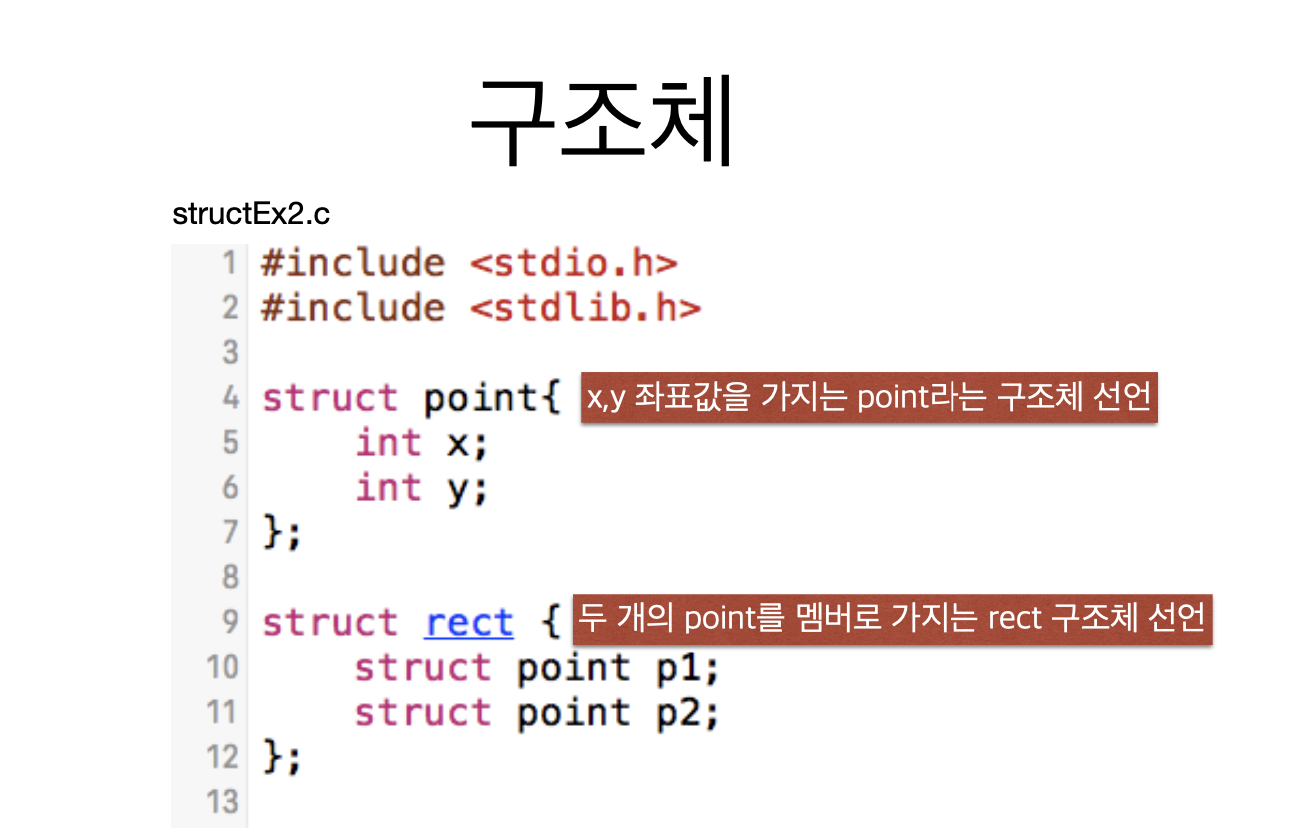 구조체
structEx2.c
1 #include <stdio.h>
2 #include <stdlib.h>
3
4 struct point{ x,y 좌표값을 가지는 point라는 구조체 선언
5     int x;
6     int y;
7 };
8
9 struct rect { 두 개의 point를 멤버로 가지는 rect 구조체 선언
10     struct point p1;
11     struct point p2;
12 };
13